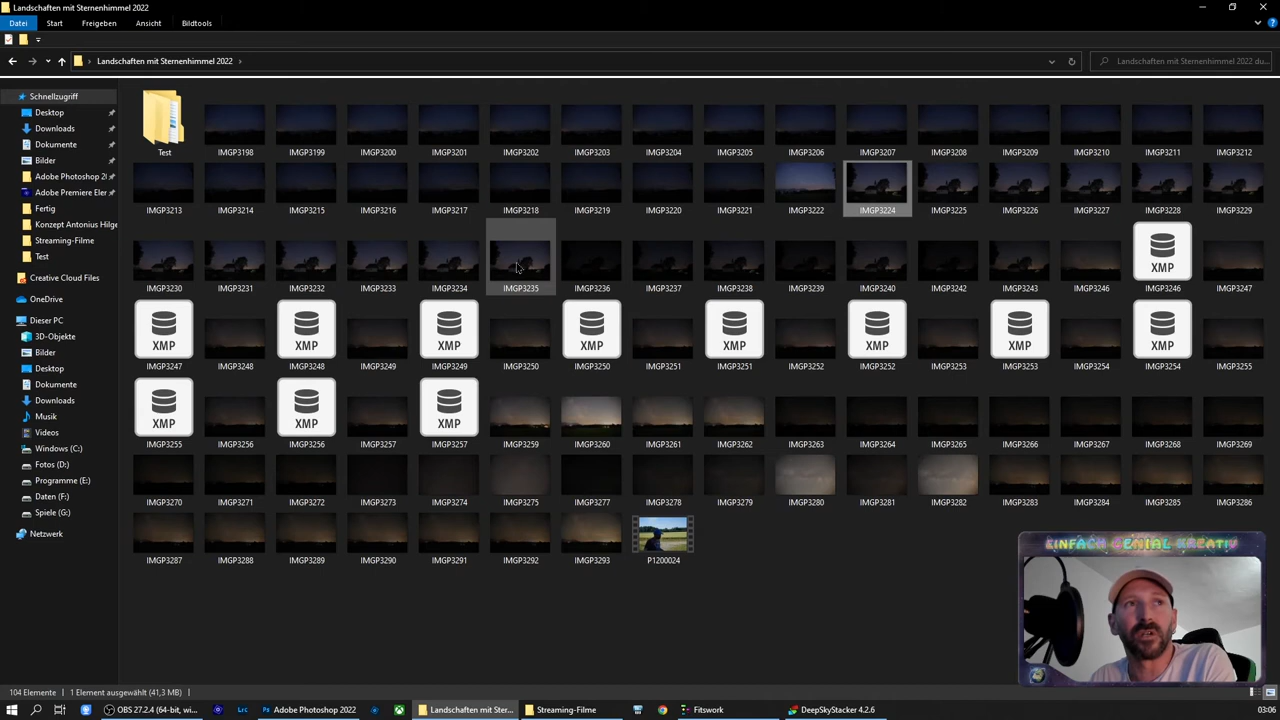 Landschaften mit Sternenhimmel 2022
Datei Start Freigeben Ansicht Bildtools
Landschaften mit Sternenhimmel 2022
Landschaften mit Sternenhimmel 2022 du...
Schnellzugriff
Desktop
Downloads
Dokumente
Bilder
Adobe Photoshop 20
Adobe Premiere Eler
Fertig
Konzept Antonius Hilge
Streaming-Filme
Test
Creative Cloud Files
OneDrive
Dieser PC
3D-Objekte
Bilder
Desktop
Dokumente
Downloads
Musik
Videos
Windows (C:)
Fotos (D:)
Programme (E:)
Daten (F:)
Spiele (G:)
Netzwerk
Test IMGP3198 IMGP3199 IMGP3200 IMGP3201 IMGP3202 IMGP3203 IMGP3204 IMGP3205 IMGP3206 IMGP3207 IMGP3208 IMGP3209 IMGP3210 IMGP3211 IMGP3212
IMGP3213 IMGP3214 IMGP3215 IMGP3216 IMGP3217 IMGP3218 IMGP3219 IMGP3220 IMGP3221 IMGP3222 IMGP3224 IMGP3225 IMGP3226 IMGP3227 IMGP3228 IMGP3229
XMP
IMGP3230 IMGP3231 IMGP3232 IMGP3233 IMGP3234 IMGP3235 IMGP3236 IMGP3237 IMGP3238 IMGP3239 IMGP3240 IMGP3242 IMGP3243 IMGP3246 IMGP3246 IMGP3247
XMP XMP XMP XMP XMP XMP XMP XMP
IMGP3247 IMGP3248 IMGP3248 IMGP3249 IMGP3249 IMGP3250 IMGP3250 IMGP3251 IMGP3251 IMGP3252 IMGP3252 IMGP3253 IMGP3253 IMGP3254 IMGP3254 IMGP3255
XMP XMP XMP
IMGP3255 IMGP3256 IMGP3256 IMGP3257 IMGP3257 IMGP3259 IMGP3260 IMGP3261 IMGP3262 IMGP3263 IMGP3264 IMGP3265 IMGP3266 IMGP3267 IMGP3268 IMGP3269
IMGP3270 IMGP3271 IMGP3272 IMGP3273 IMGP3274 IMGP3275 IMGP3277 IMGP3278 IMGP3279 IMGP3280 IMGP3281 IMGP3282 IMGP3283 IMGP3284 IMGP3285 IMGP3286
IMGP3287 IMGP3288 IMGP3289 IMGP3290 IMGP3291 IMGP3292 IMGP3293 P1200024
EINFACH GENIAL KREATIV
104 Elemente 1 Element ausgewählt (41,3 MB)
OBS 27.2.4 (64-bit, wi... Lrc Ps Adobe Photoshop 2022 Landschaften mit Ster... Streaming-Filme Fitswork DeepSkyStacker 4.2.6 03:06